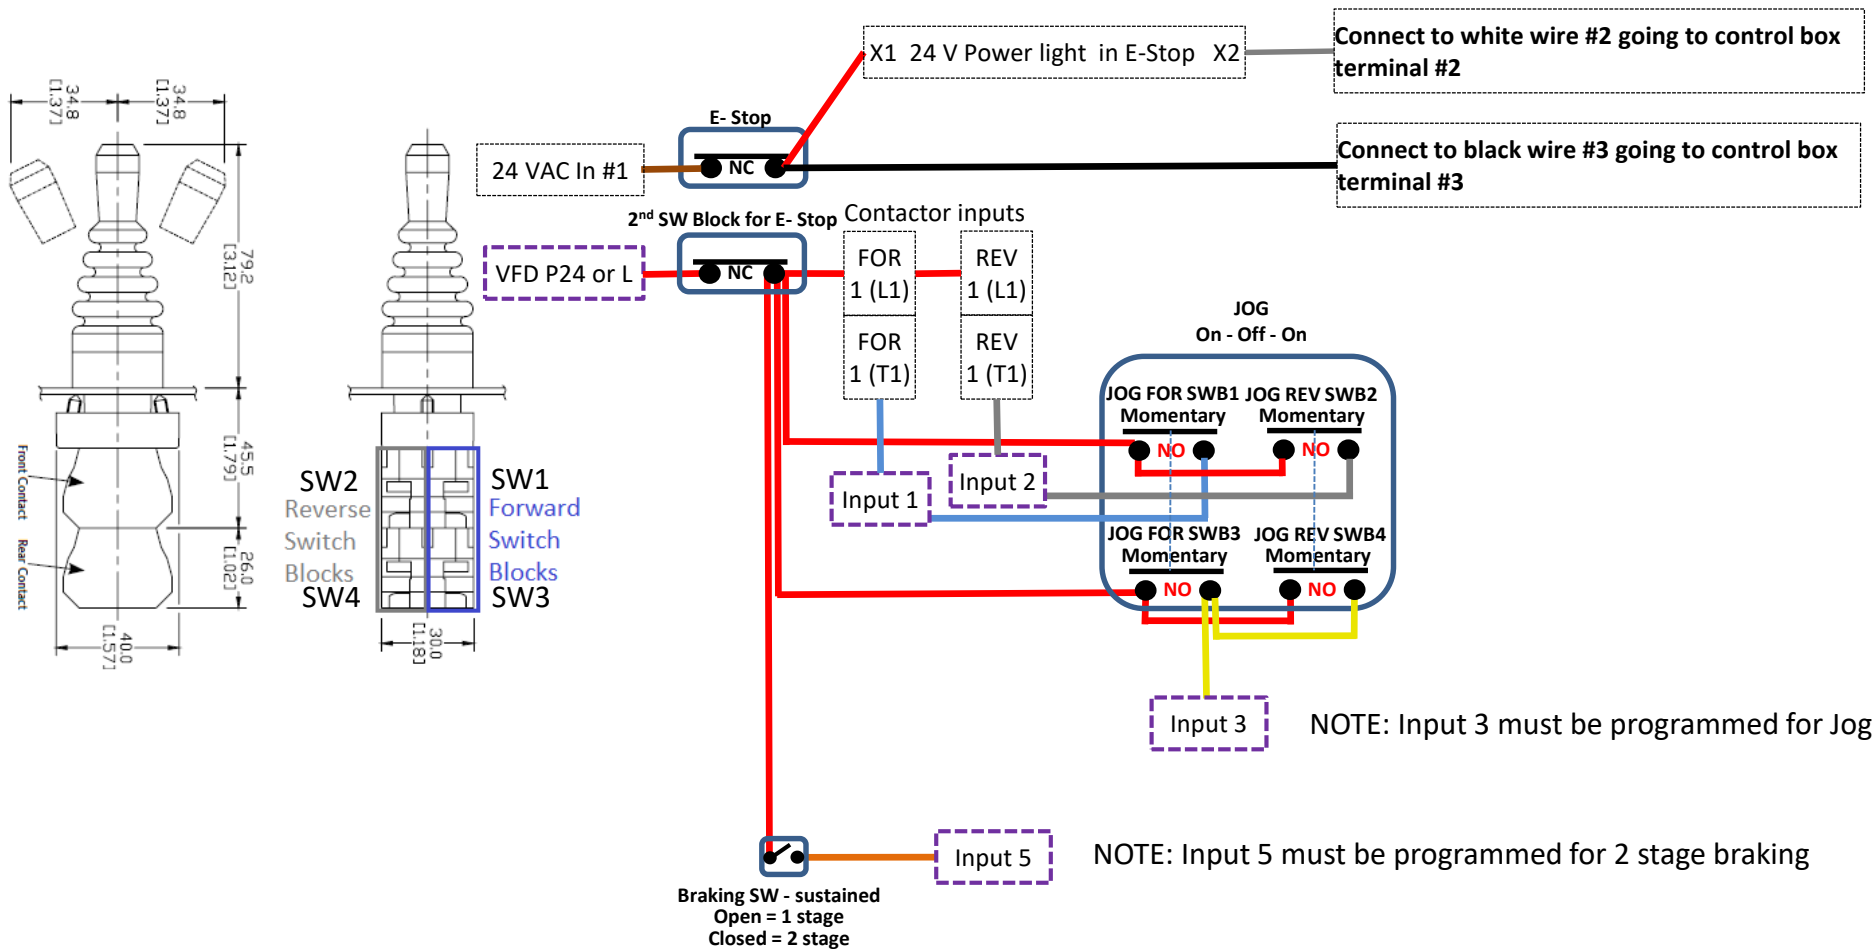 34.8
[1.37]
34.8
[1.37]
79.2
[3.12]
45.5
[1.79]
26.0
[1.02]
40.0
[1.57]
30.0
[1.18]
Front Contact
Rear Contact
SW2
Reverse
Switch
Blocks
SW4
SW1
Forward
Switch
Blocks
SW3
X1 24 V Power light in E-Stop X2
Connect to white wire #2 going to control box
terminal #2
E- Stop
24 VAC In #1
NC
Connect to black wire #3 going to control box
terminal #3
2nd SW Block for E- Stop
Contactor inputs
VFD P24 or L
NC
FOR
1 (L1)
REV
1 (L1)
FOR
1 (T1)
REV
1 (T1)
Input 1
Input 2
JOG
On - Off - On
JOG FOR SWB1
Momentary
NO
JOG REV SWB2
Momentary
NO
JOG FOR SWB3
Momentary
NO
JOG REV SWB4
Momentary
NO
Input 3
NOTE: Input 3 must be programmed for Jog
Input 5
NOTE: Input 5 must be programmed for 2 stage braking
Braking SW - sustained
Open = 1 stage
Closed = 2 stage